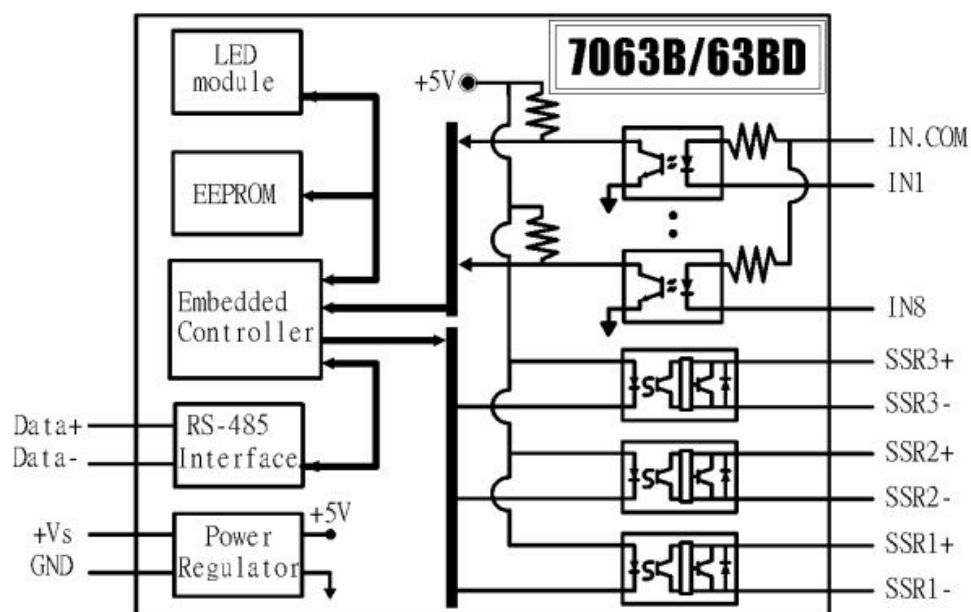 7063B/63BD
LED
module
+5V
EEPROM
Embedded
Controller
RS-485
Interface
Power
Regulator
+5V
Data+
Data-
+Vs
GND
IN.COM
IN1
IN8
SSR3+
SSR3-
SSR2+
SSR2-
SSR1+
SSR1-